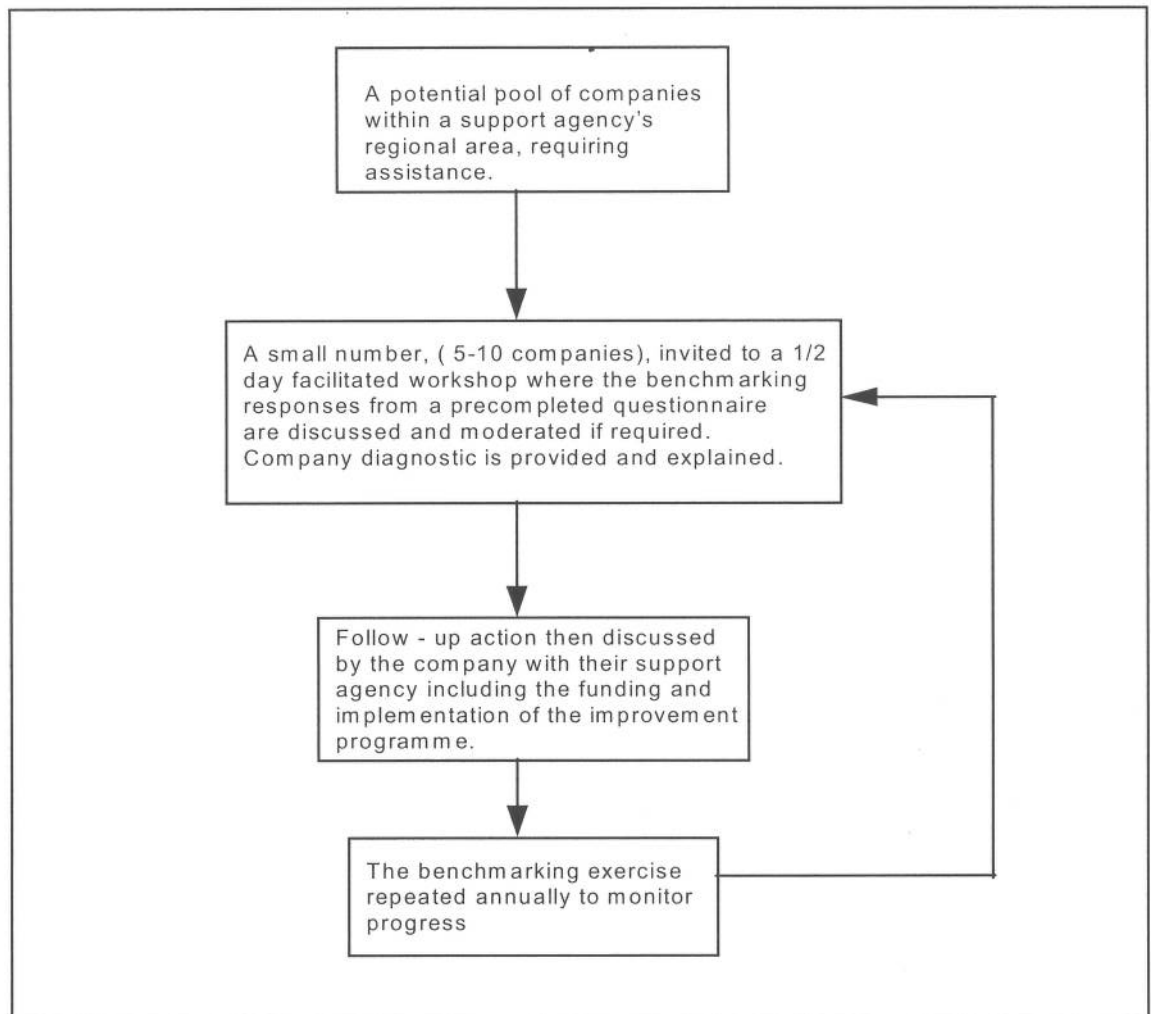 A potential pool of companies
within a support agency's
regional area, requiring
assistance.
A small number, ( 5-10 companies), invited to a 1/2
day facilitated workshop where the benchmarking
responses from a precompleted questionnaire
are discussed and moderated if required.
Company diagnostic is provided and explained.
Follow - up action then discussed
by the company with their support
agency including the funding and
implementation of the improvement
programme.
The benchmarking exercise
repeated annually to monitor
progress